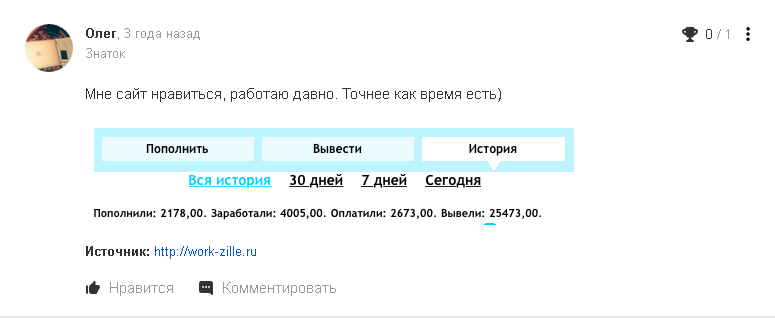 Олег, 3 года назад
0 / 1
Знаток
Мне сайт нравиться, работаю давно. Точнее как время есть)
Пополнить Вывести История
Вся история 30 дней 7 дней Сегодня
Пополнили: 2178,00. Заработали: 4005,00. Оплатили: 2673,00. Вывели: 25473,00.
Источник: http://work-zille.ru
Нравится Комментировать